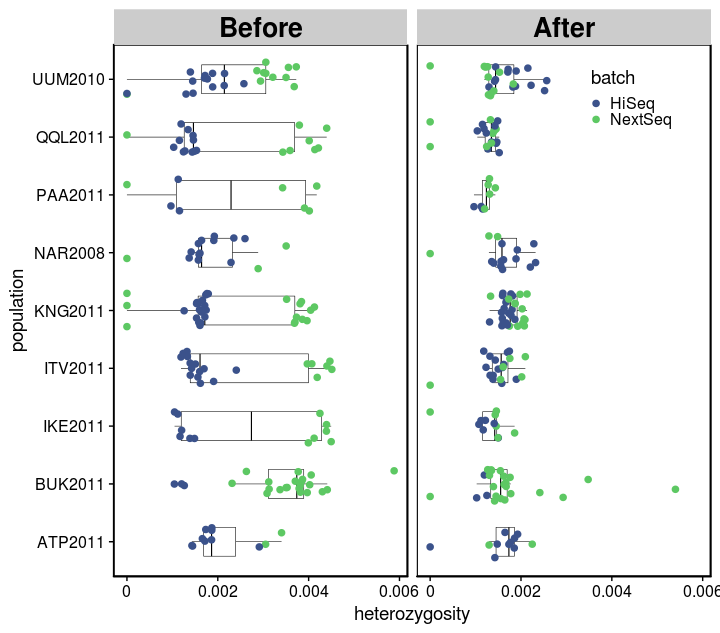 Before After
batch
HiSeq
NextSeq
population
UUM2010
QQL2011
PAA2011
NAR2008
KNG2011
ITV2011
IKE2011
BUK2011
ATP2011
0 0.002 0.004 0.006 0 0.002 0.004 0.006
heterozygosity